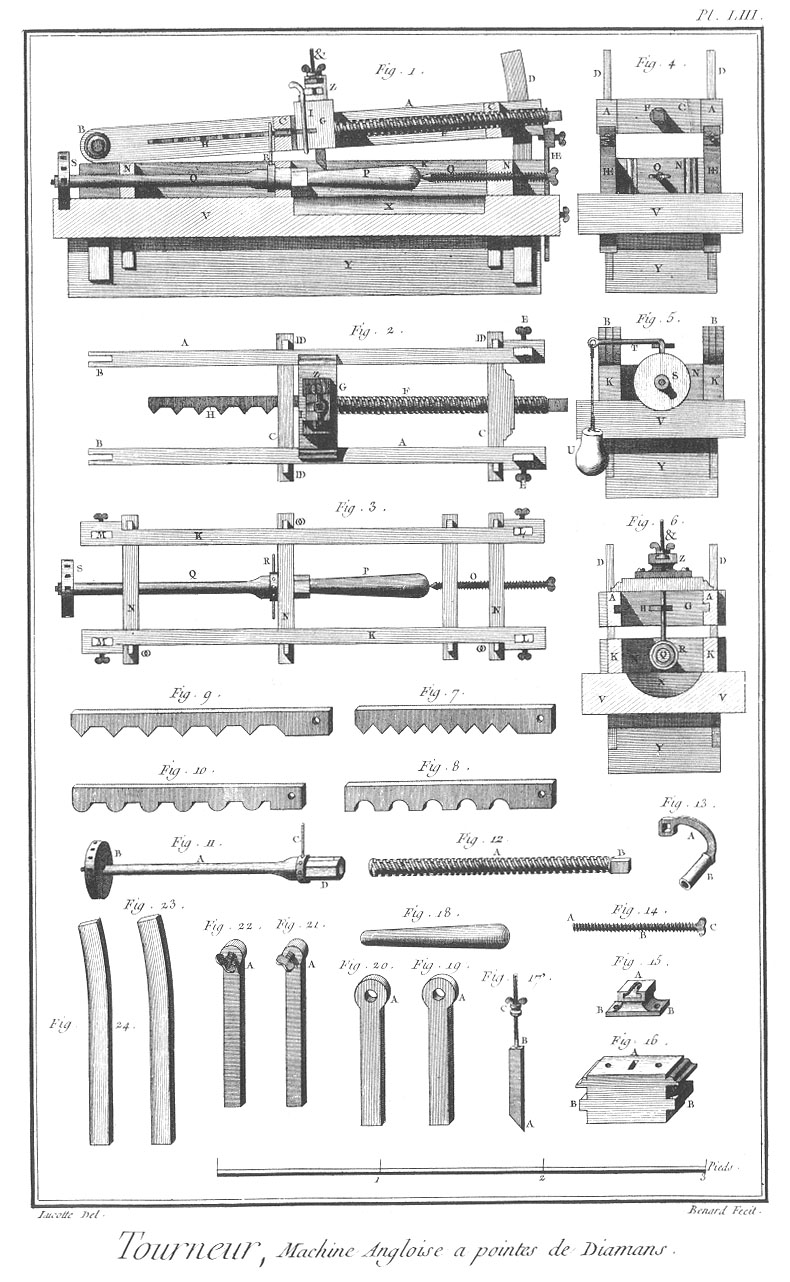 Pl. LIII.
Fig. 1.
& Z I G D A C C B H E R S N Q P K O N V X Y
Fig. 4.
D D A F C A O N V Y
Fig. 2.
A B B C C D D E E F G H Z A
Fig. 5.
B B T K S N K V U Y
Fig. 3.
M K L S Q R P O N N N M K L
Fig. 6.
& Z D D A A H G K Q R K X V V Y
Fig. 9.
Fig. 7.
Fig. 10.
Fig. 8.
Fig. 11.
A B C D
Fig. 12.
A B
Fig. 13.
A B
Fig. 23.
Fig. 24.
Fig. 22.
A
Fig. 21.
A
Fig. 18.
Fig. 14.
A B C
Fig. 20.
A
Fig. 19.
A
Fig. 17.
C B A
Fig. 15.
A B B
Fig. 16.
A B B
1 2 3 Pieds.
Lucotte Del.
Benard Fecit.
Tourneur, Machine Angloise a pointes de Diamans.